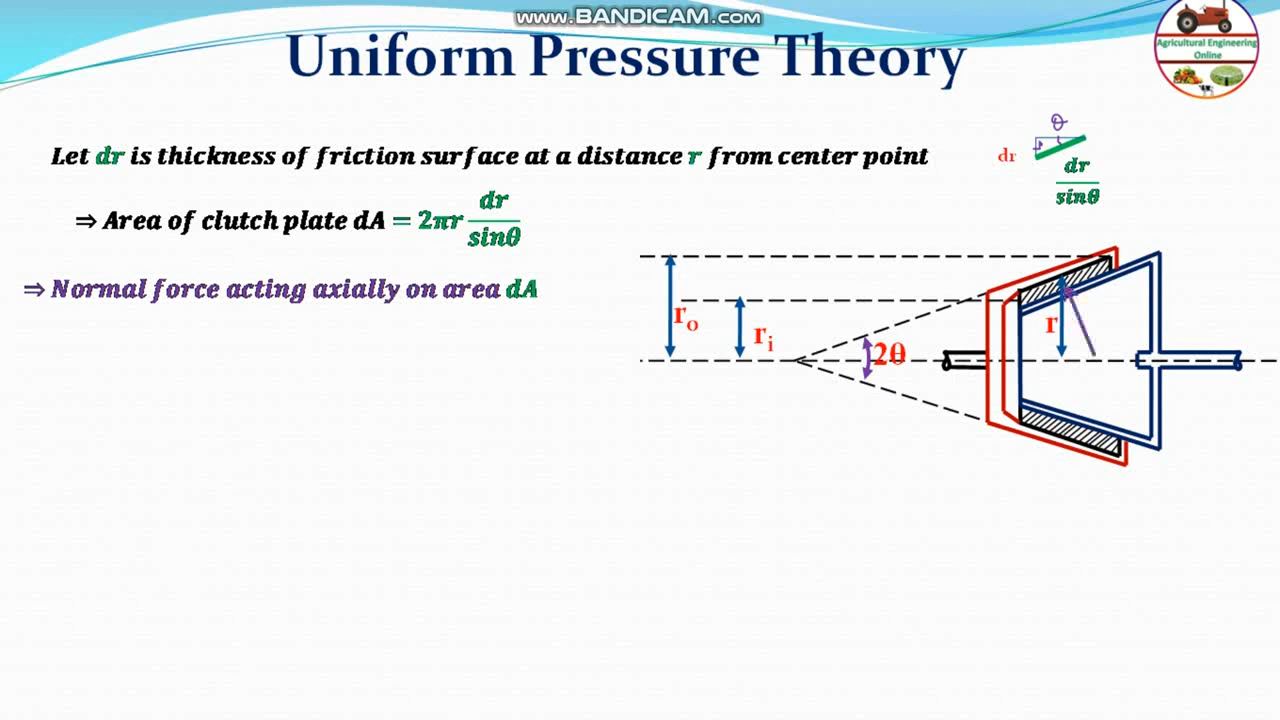 www.BANDICAM.com
Uniform Pressure Theory
Agricultural Engineering
Online
Let dr is thickness of friction surface at a distance r from center point
θ
dr
dr
sinθ
⇒ Area of clutch plate dA = 2πr dr/sinθ
⇒ Normal force acting axially on area dA
ro
ri
2θ
r